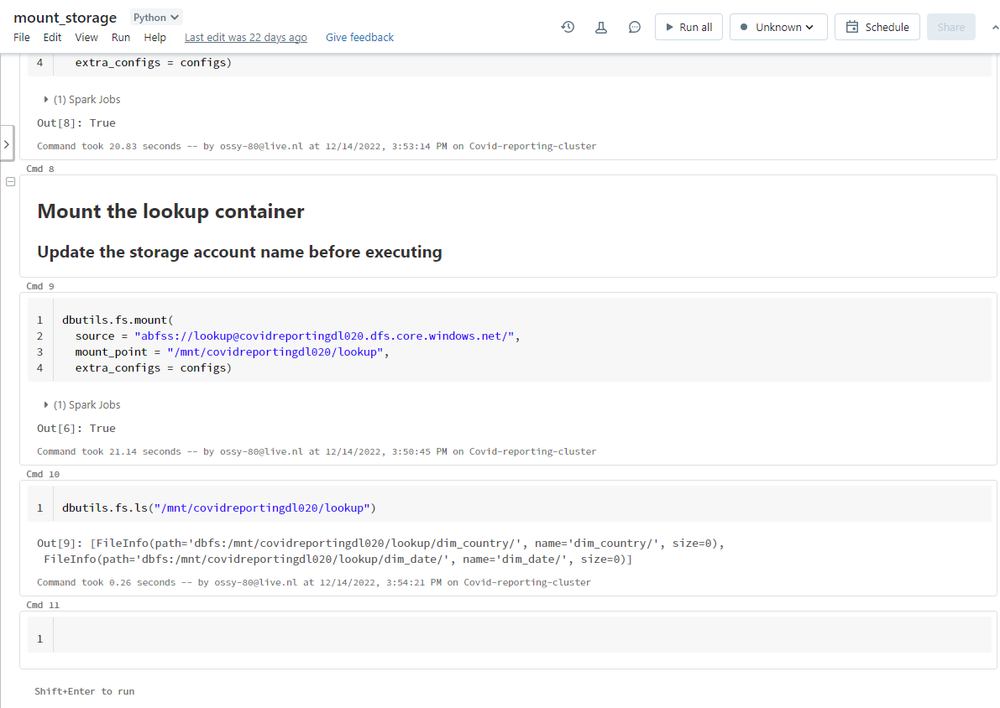 mount_storage Python
File Edit View Run Help Last edit was 22 days ago Give feedback
Run all Unknown Schedule Share
4 extra_configs = configs)
(1) Spark Jobs
Out[8]: True
Command took 20.83 seconds -- by ossy-80@live.nl at 12/14/2022, 3:53:14 PM on Covid-reporting-cluster
Cmd 8
Mount the lookup container
Update the storage account name before executing
Cmd 9
1 dbutils.fs.mount(
2 source = "abfss://lookup@covidreportingdl020.dfs.core.windows.net/",
3 mount_point = "/mnt/covidreportingdl020/lookup",
4 extra_configs = configs)
(1) Spark Jobs
Out[6]: True
Command took 21.14 seconds -- by ossy-80@live.nl at 12/14/2022, 3:50:45 PM on Covid-reporting-cluster
Cmd 10
1 dbutils.fs.ls("/mnt/covidreportingdl020/lookup")
Out[9]: [FileInfo(path='dbfs:/mnt/covidreportingdl020/lookup/dim_country/', name='dim_country/', size=0),
FileInfo(path='dbfs:/mnt/covidreportingdl020/lookup/dim_date/', name='dim_date/', size=0)]
Command took 0.26 seconds -- by ossy-80@live.nl at 12/14/2022, 3:54:21 PM on Covid-reporting-cluster
Cmd 11
1
Shift+Enter to run